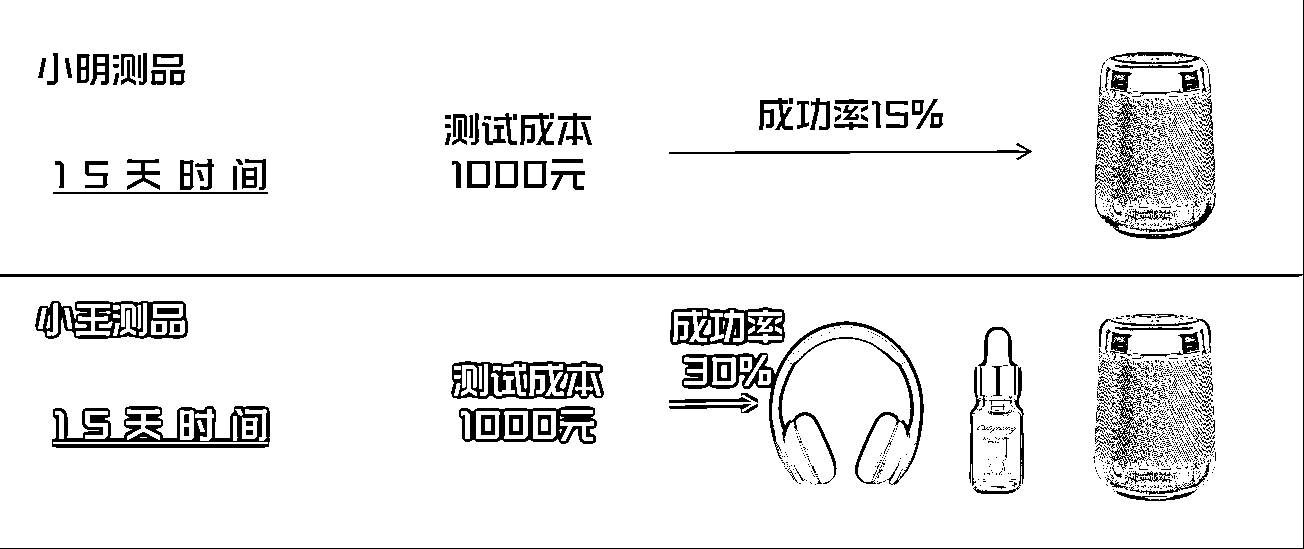 小明测品
15天时间
测试成本
1000元
成功率15%
小王测品
15天时间
测试成本
1000元
成功率
30%